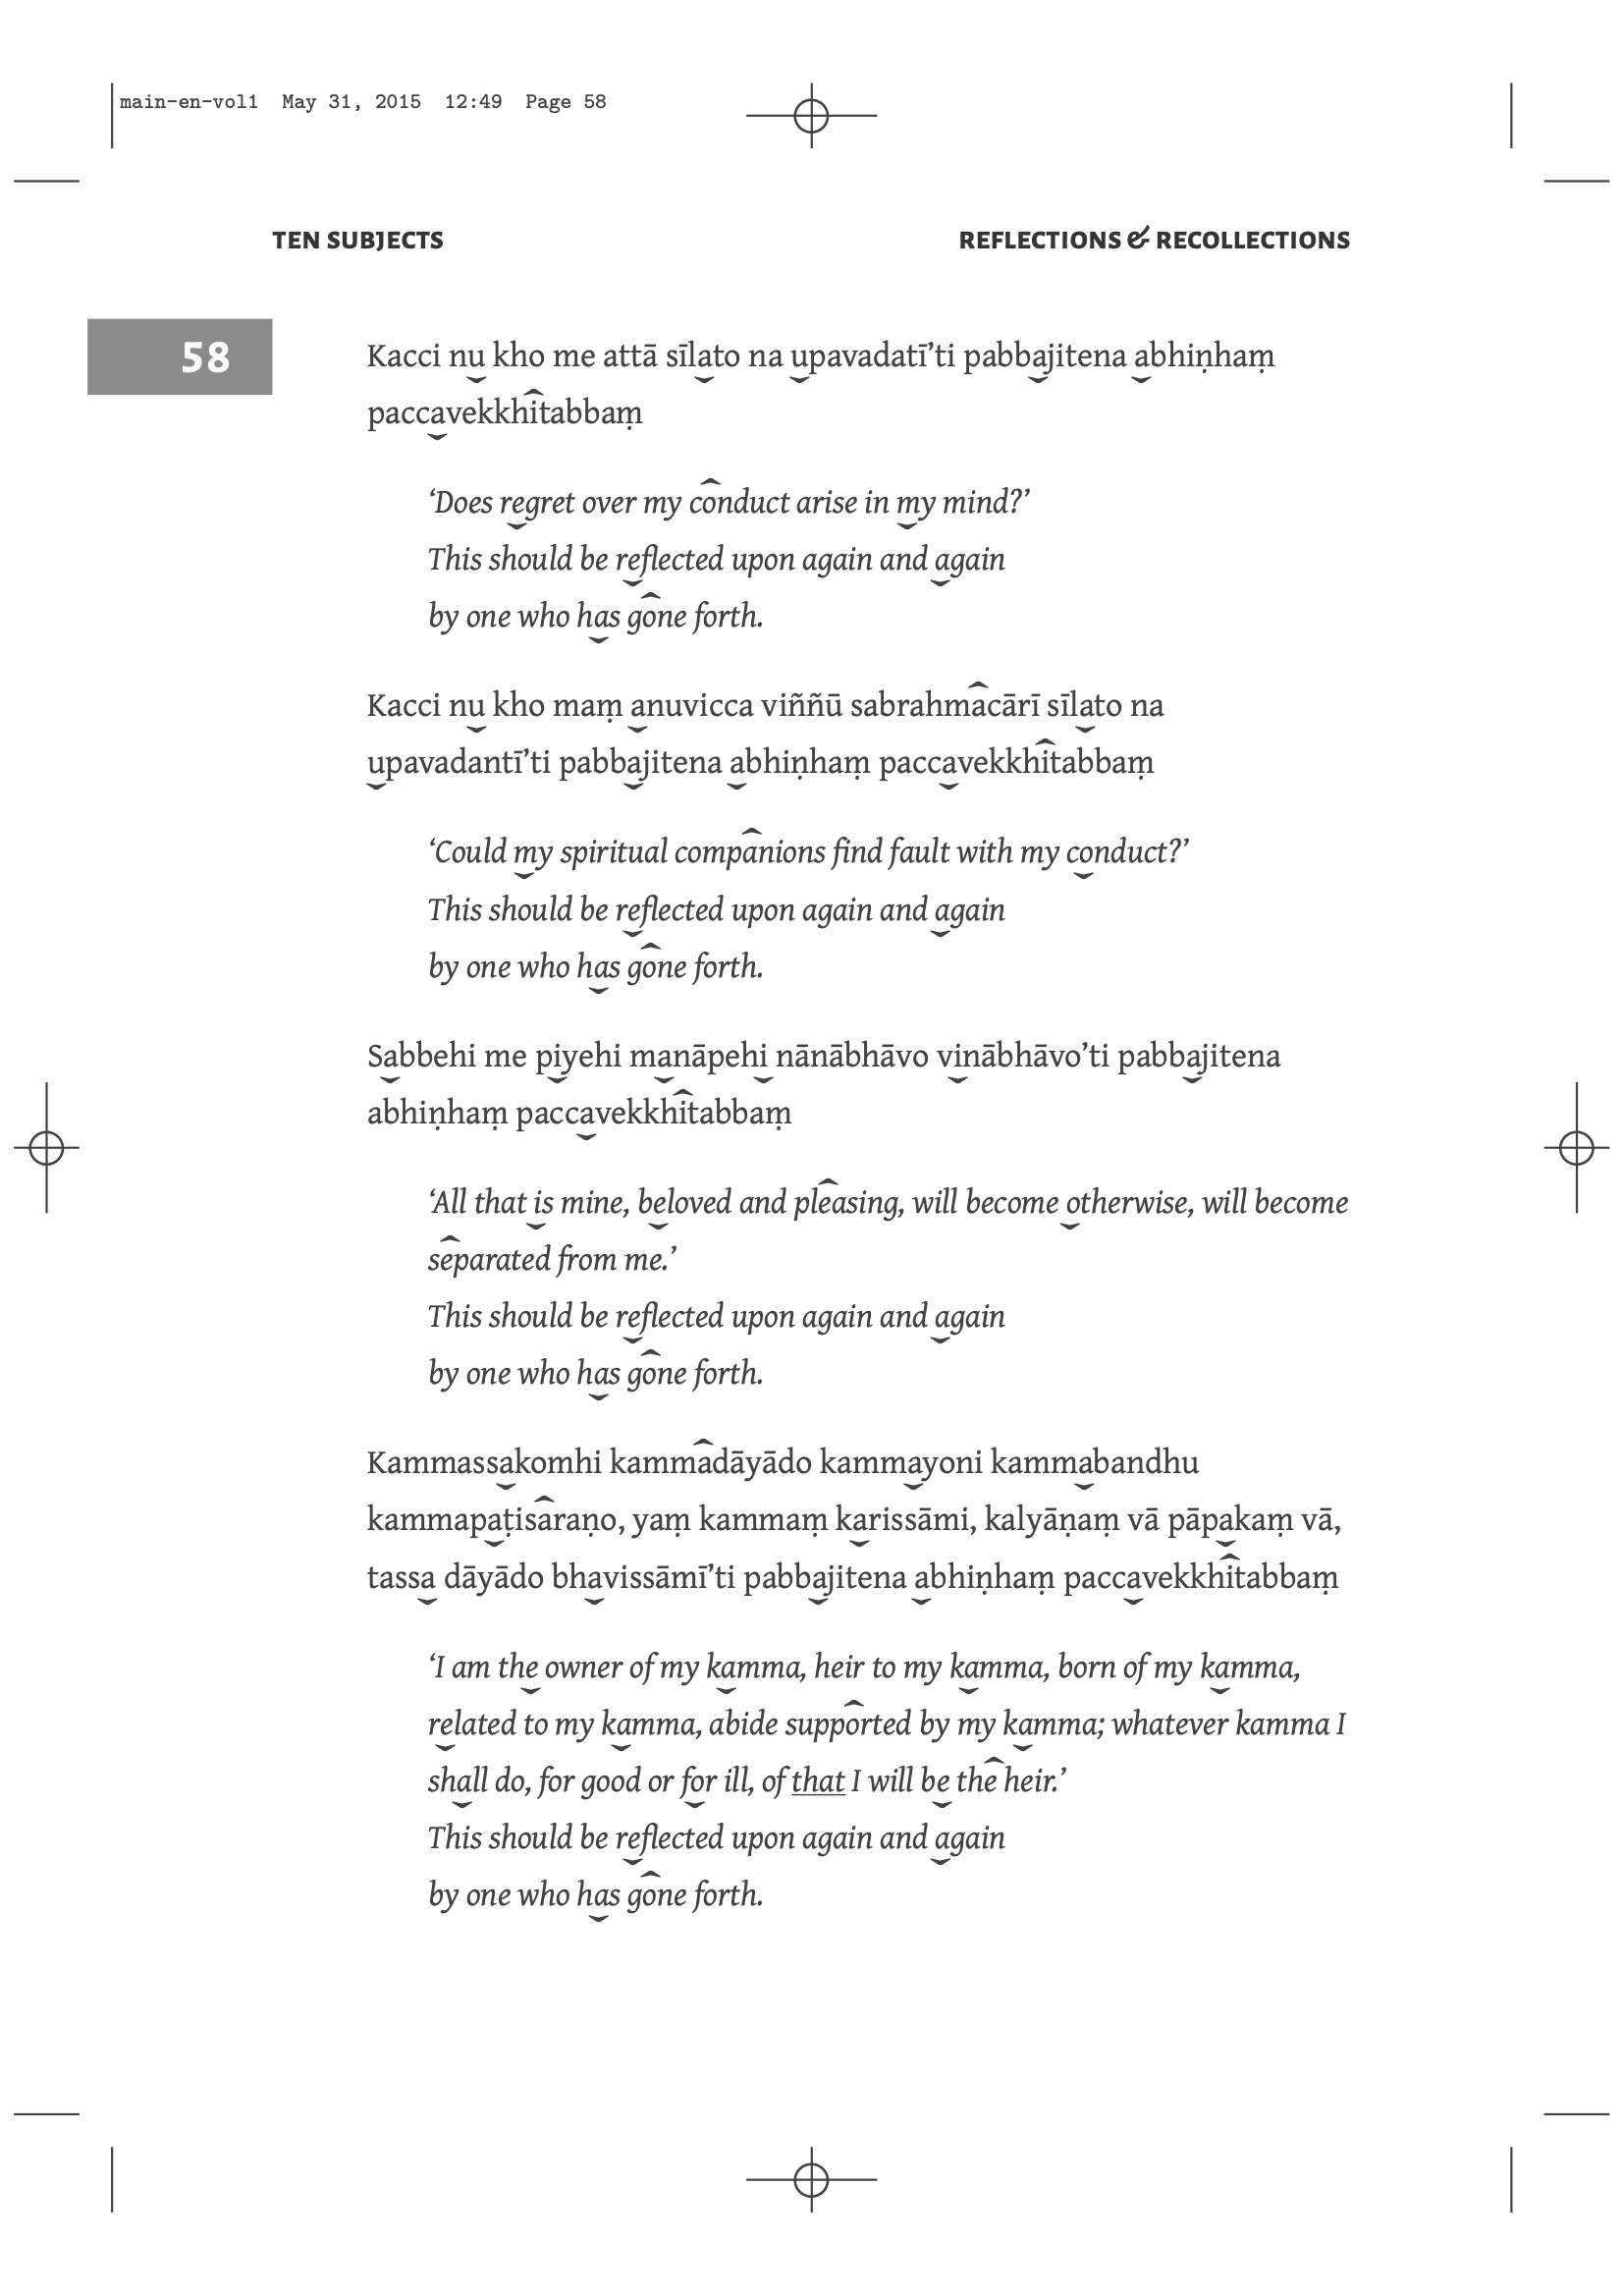 main-en-vol1 May 31, 2015 12:49 Page 58
TEN SUBJECTS REFLECTIONS & RECOLLECTIONS
58
Kacci nu kho me attā sīlato na upavadatī’ti pabbajitena abhiṇhaṃ
paccavekkhitabbaṃ
‘Does regret over my conduct arise in my mind?’
This should be reflected upon again and again
by one who has gone forth.
Kacci nu kho maṃ anuvicca viññū sabrahmacārī sīlato na
upavadantī’ti pabbajitena abhiṇhaṃ paccavekkhitabbaṃ
‘Could my spiritual companions find fault with my conduct?’
This should be reflected upon again and again
by one who has gone forth.
Sabbehi me piyehi manāpehi nānābhāvo vinābhāvo’ti pabbajitena
abhiṇhaṃ paccavekkhitabbaṃ
‘All that is mine, beloved and pleasing, will become otherwise, will become
separated from me.’
This should be reflected upon again and again
by one who has gone forth.
Kammassakomhi kammadāyādo kammayoni kammabandhu
kammapaṭisaraṇo, yaṃ kammaṃ karissāmi, kalyāṇaṃ vā pāpakaṃ vā,
tassa dāyādo bhavissāmī’ti pabbajitena abhiṇhaṃ paccavekkhitabbaṃ
‘I am the owner of my kamma, heir to my kamma, born of my kamma,
related to my kamma, abide supported by my kamma; whatever kamma I
shall do, for good or for ill, of that I will be the heir.’
This should be reflected upon again and again
by one who has gone forth.